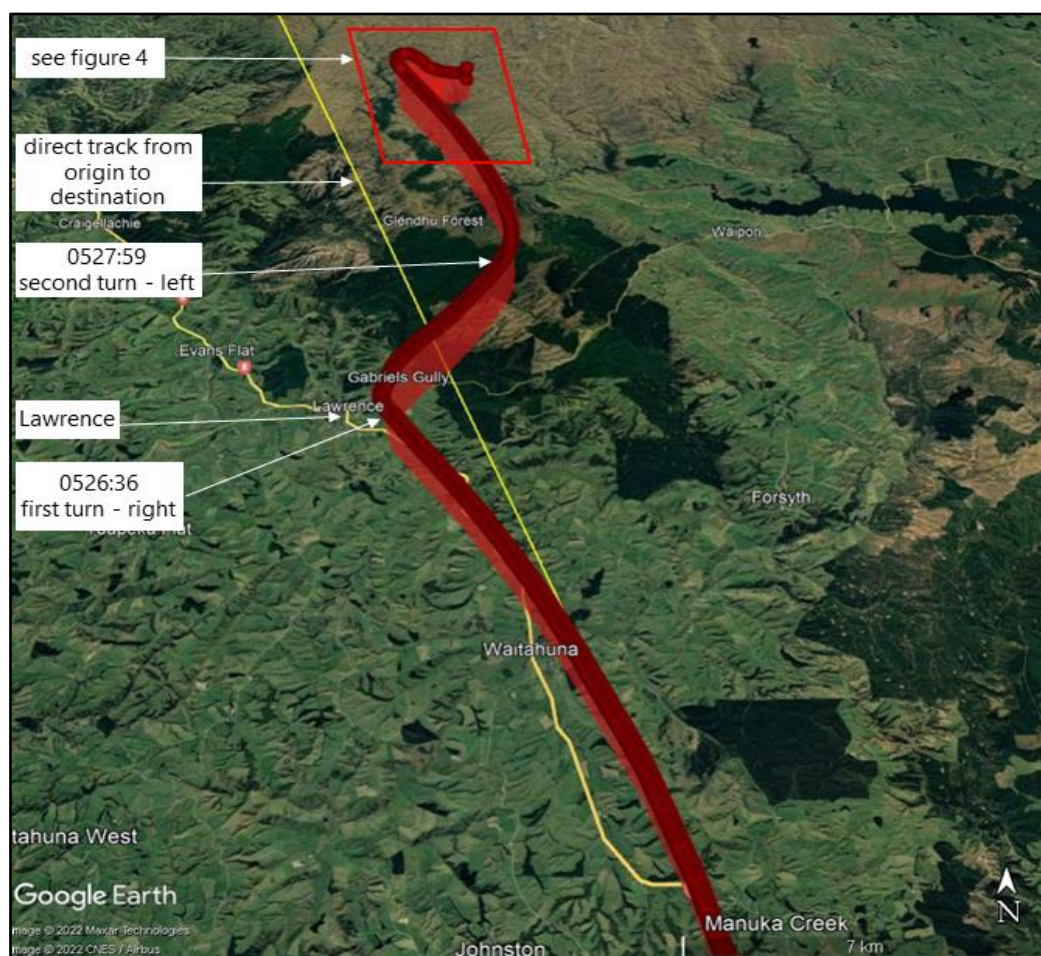 see figure 4
direct track from
origin to
destination
Craigellachie
Glendhu Forest
Waipori
0527:59
second turn - left
Evans Flat
8
Gabriels Gully
Lawrence
Lawrence
0526:36
first turn - right
Forsyth
Waitahuna
tahuna West
Google Earth
Image © 2022 Maxar Technologies
Image © 2022 CNES / Airbus
Manuka Creek
Johnston
7 km
N